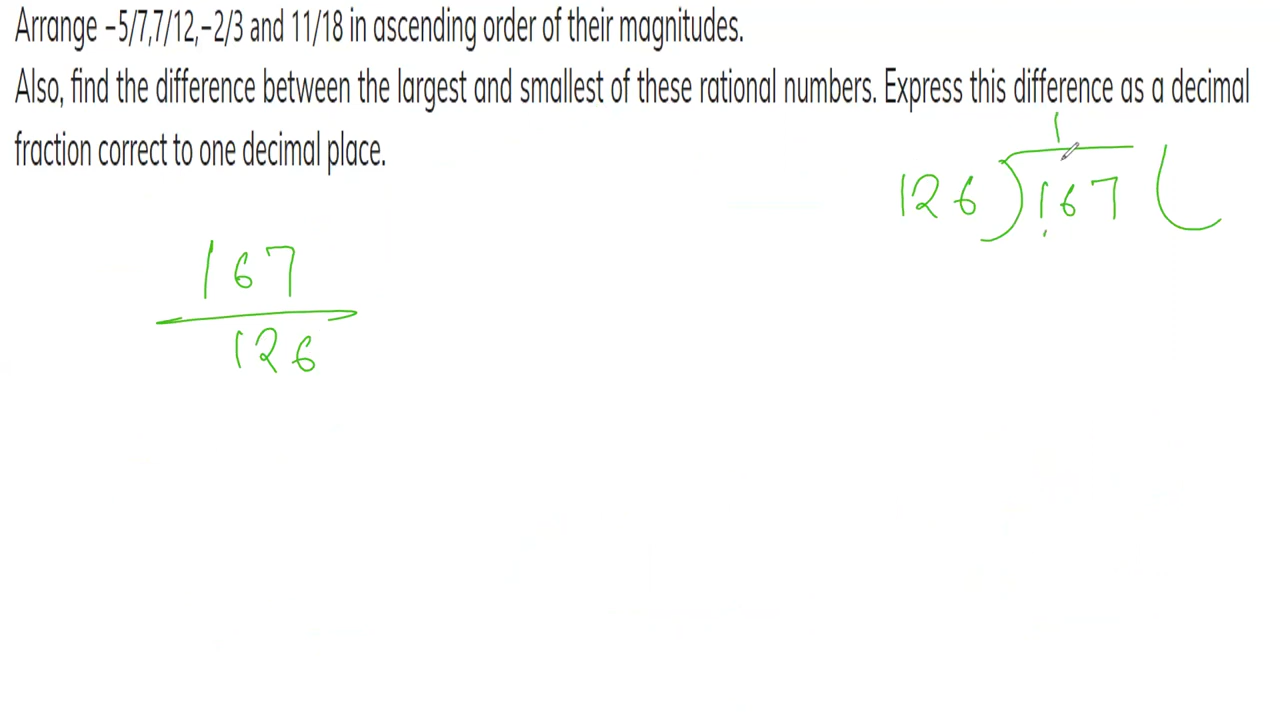 Arrange −5/7,7/12,−2/3 and 11/18 in ascending order of their magnitudes.
Also, find the difference between the largest and smallest of these rational numbers. Express this difference as a decimal
fraction correct to one decimal place.
1
126 ) 167 (
167
126